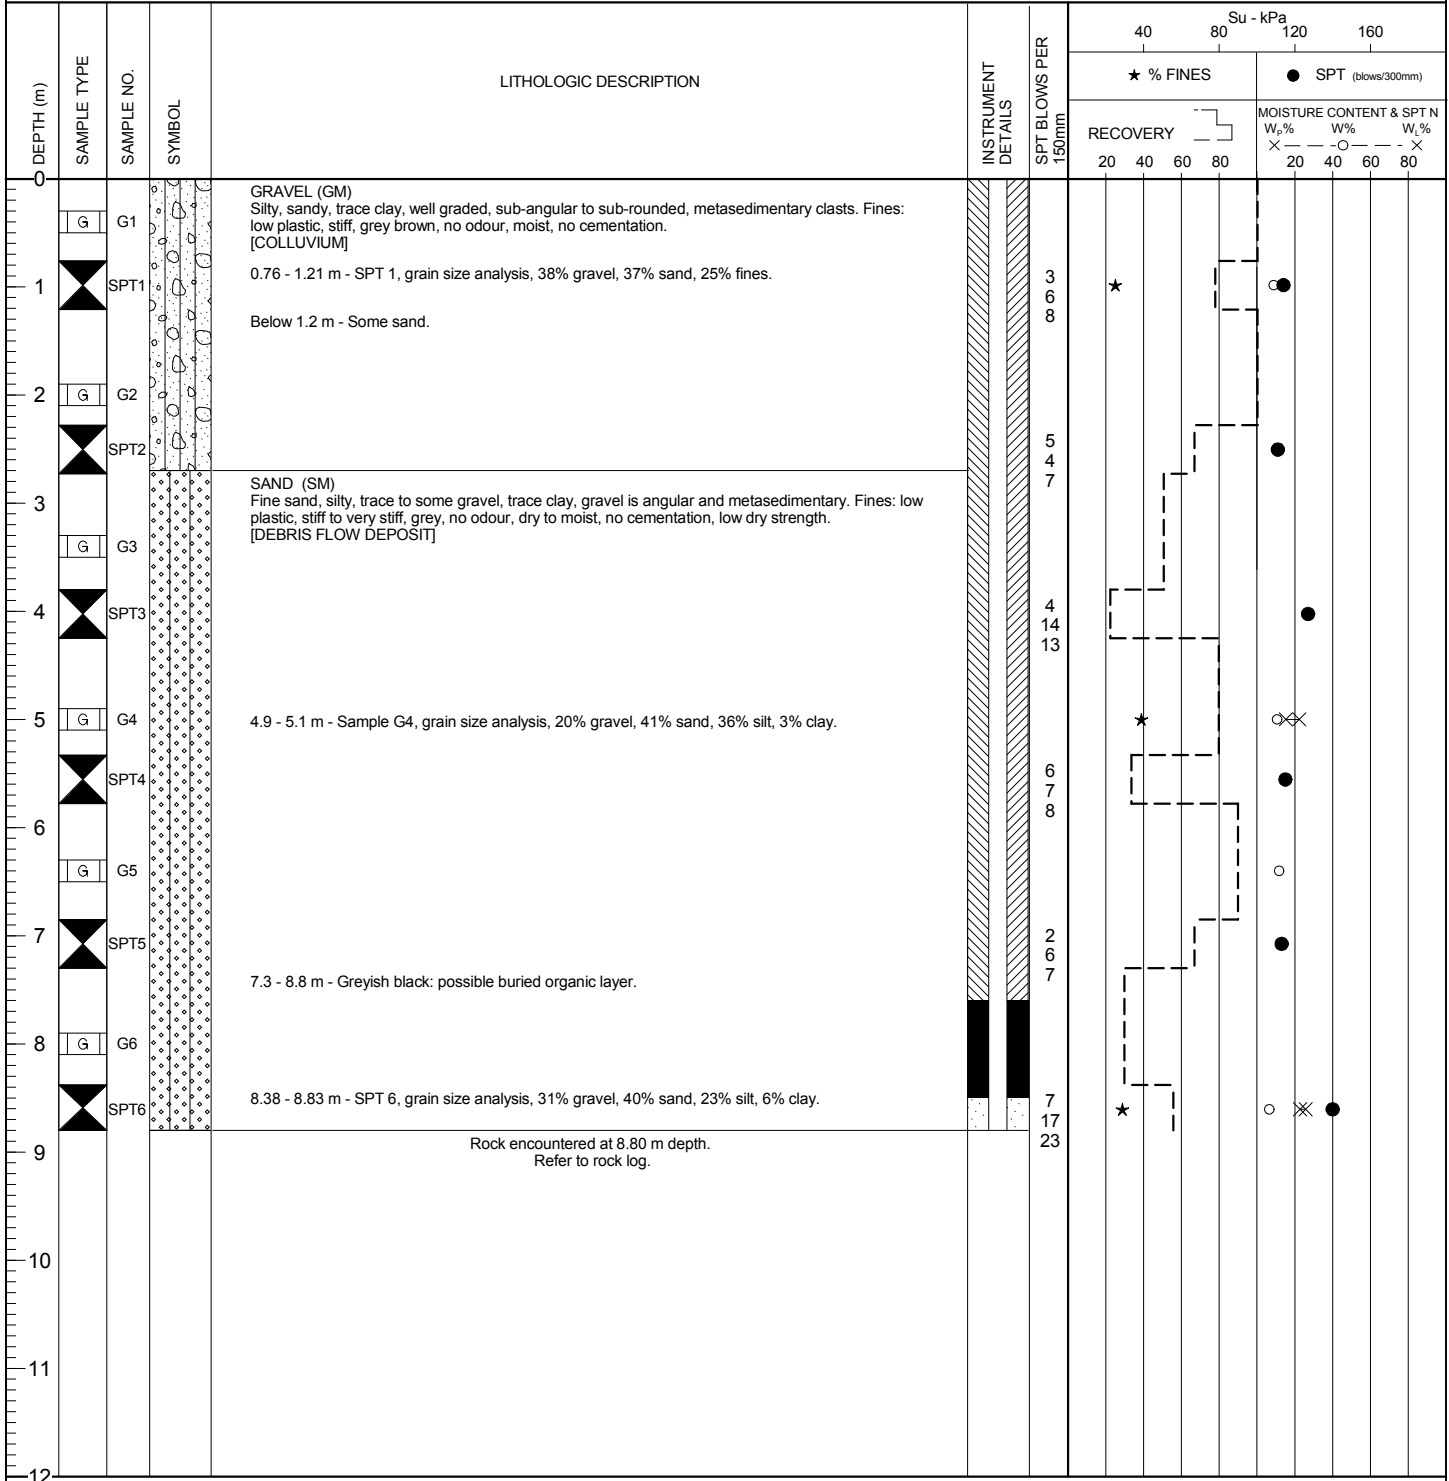 DEPTH (m)
SAMPLE TYPE
SAMPLE NO.
SYMBOL
LITHOLOGIC DESCRIPTION
INSTRUMENT
DETAILS
SPT BLOWS PER
150mm
Su - kPa
40 80 120 160
★ % FINES
● SPT (blows/300mm)
RECOVERY
MOISTURE CONTENT & SPT N
Wₚ% W% W_L%
20 40 60 80 20 40 60 80
0
GRAVEL (GM)
Silty, sandy, trace clay, well graded, sub-angular to sub-rounded, metasedimentary clasts. Fines:
low plastic, stiff, grey brown, no odour, moist, no cementation.
[COLLUVIUM]
G G1
0.76 - 1.21 m - SPT 1, grain size analysis, 38% gravel, 37% sand, 25% fines.
1
SPT1
3
6
8
Below 1.2 m - Some sand.
2
G G2
SPT2
5
4
7
SAND (SM)
Fine sand, silty, trace to some gravel, trace clay, gravel is angular and metasedimentary. Fines: low
plastic, stiff to very stiff, grey, no odour, dry to moist, no cementation, low dry strength.
[DEBRIS FLOW DEPOSIT]
3
G G3
4
SPT3
4
14
13
5
G G4
4.9 - 5.1 m - Sample G4, grain size analysis, 20% gravel, 41% sand, 36% silt, 3% clay.
SPT4
6
7
8
6
G G5
7
SPT5
2
6
7
7.3 - 8.8 m - Greyish black: possible buried organic layer.
8
G G6
SPT6
8.38 - 8.83 m - SPT 6, grain size analysis, 31% gravel, 40% sand, 23% silt, 6% clay.
7
17
23
Rock encountered at 8.80 m depth.
Refer to rock log.
9
10
11
12